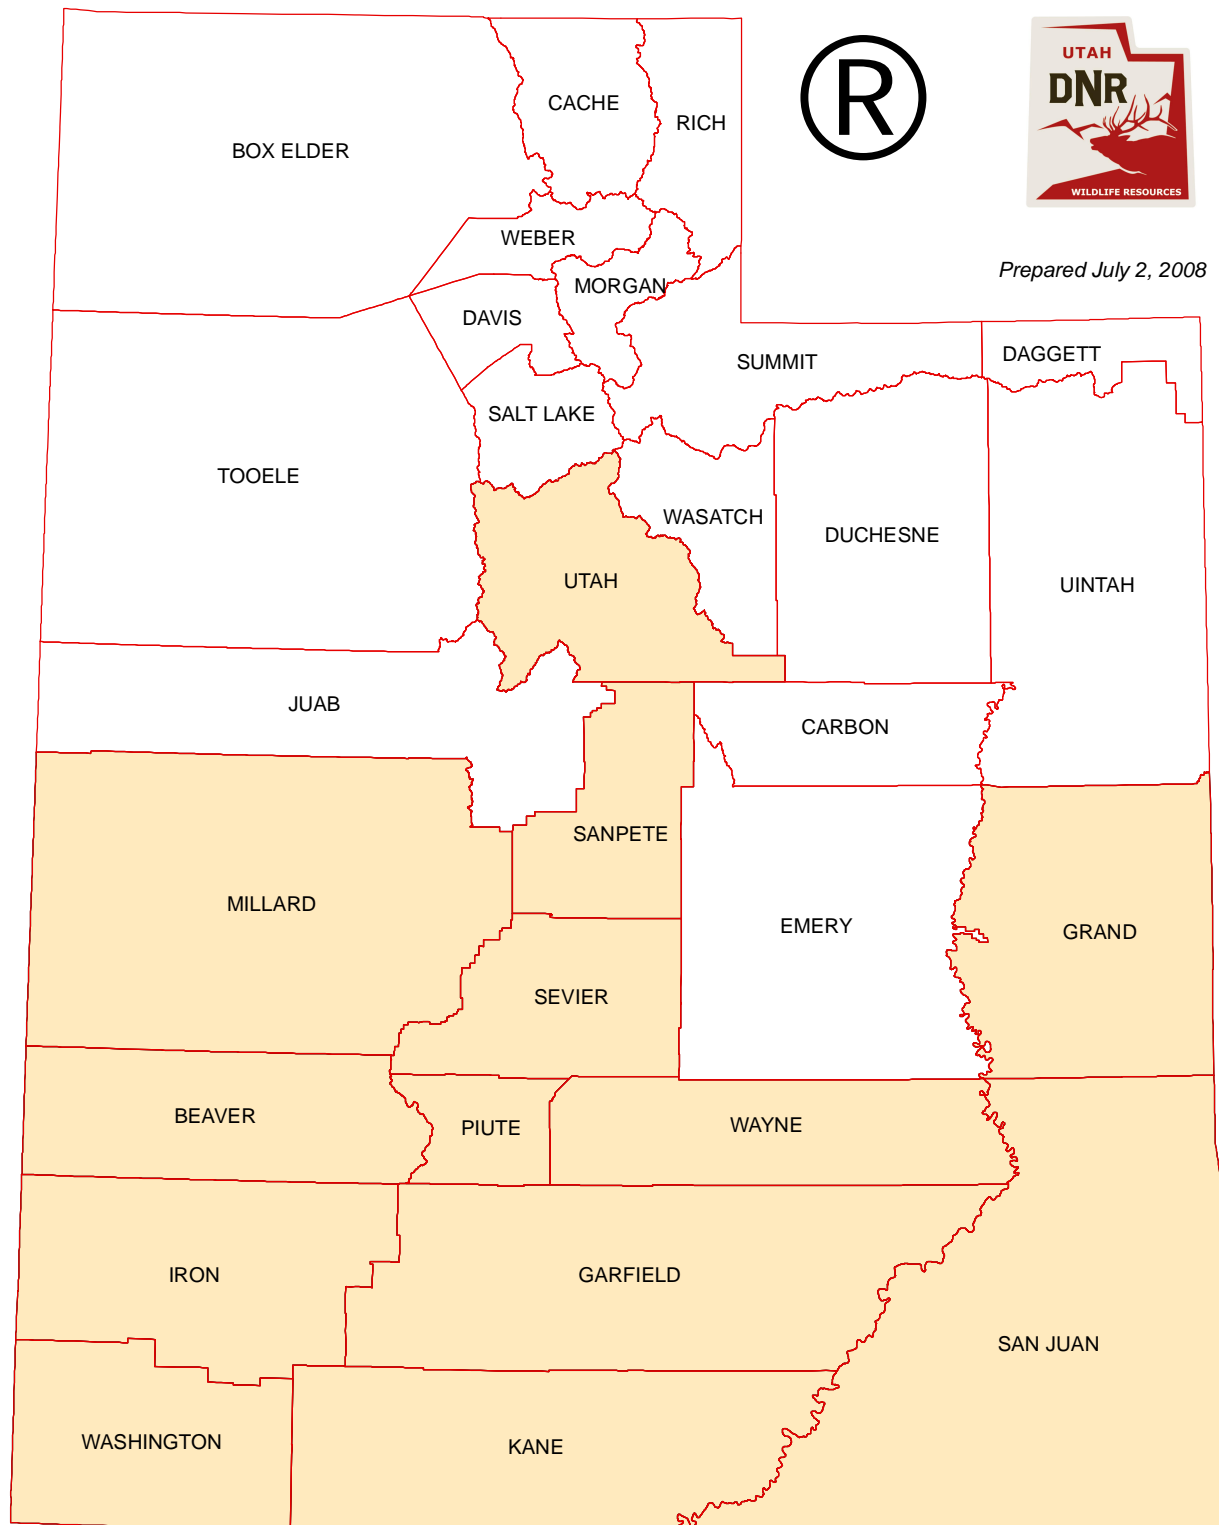 CACHE
RICH
BOX ELDER
®
UTAH
DNR
WILDLIFE RESOURCES
WEBER
Prepared July 2, 2008
MORGAN
DAVIS
SUMMIT
DAGGETT
SALT LAKE
TOOELE
WASATCH
DUCHESNE
UTAH
UINTAH
JUAB
CARBON
SANPETE
MILLARD
EMERY
GRAND
SEVIER
BEAVER
PIUTE
WAYNE
IRON
GARFIELD
SAN JUAN
WASHINGTON
KANE